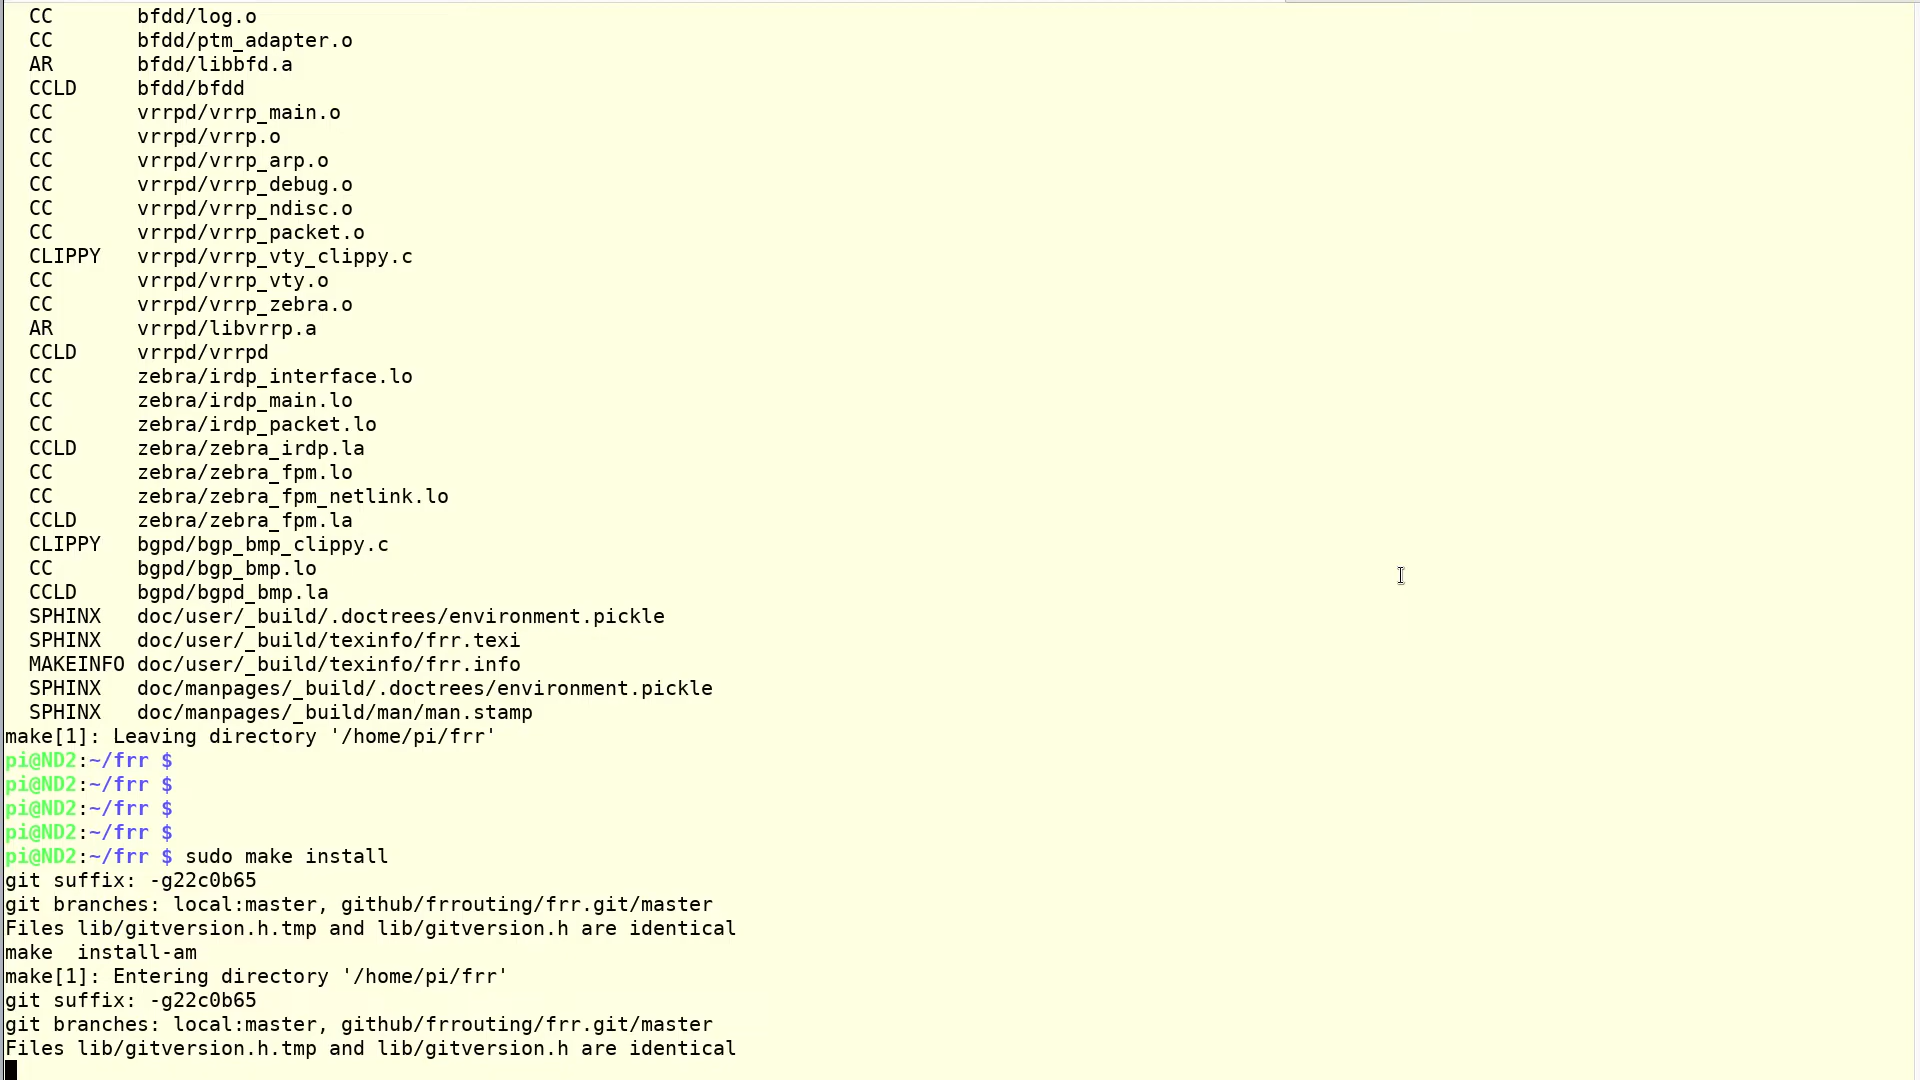 CC       bfdd/log.o
CC       bfdd/ptm_adapter.o
AR       bfdd/libbfd.a
CCLD     bfdd/bfdd
CC       vrrpd/vrrp_main.o
CC       vrrpd/vrrp.o
CC       vrrpd/vrrp_arp.o
CC       vrrpd/vrrp_debug.o
CC       vrrpd/vrrp_ndisc.o
CC       vrrpd/vrrp_packet.o
CLIPPY   vrrpd/vrrp_vty_clippy.c
CC       vrrpd/vrrp_vty.o
CC       vrrpd/vrrp_zebra.o
AR       vrrpd/libvrrp.a
CCLD     vrrpd/vrrpd
CC       zebra/irdp_interface.lo
CC       zebra/irdp_main.lo
CC       zebra/irdp_packet.lo
CCLD     zebra/zebra_irdp.la
CC       zebra/zebra_fpm.lo
CC       zebra/zebra_fpm_netlink.lo
CCLD     zebra/zebra_fpm.la
CLIPPY   bgpd/bgp_bmp_clippy.c
CC       bgpd/bgp_bmp.lo
CCLD     bgpd/bgpd_bmp.la
SPHINX   doc/user/_build/.doctrees/environment.pickle
SPHINX   doc/user/_build/texinfo/frr.texi
MAKEINFO doc/user/_build/texinfo/frr.info
SPHINX   doc/manpages/_build/.doctrees/environment.pickle
SPHINX   doc/manpages/_build/man/man.stamp
make[1]: Leaving directory '/home/pi/frr'
pi@ND2:~/frr $
pi@ND2:~/frr $
pi@ND2:~/frr $
pi@ND2:~/frr $
pi@ND2:~/frr $ sudo make install
git suffix: -g22c0b65
git branches: local:master, github/frrouting/frr.git/master
Files lib/gitversion.h.tmp and lib/gitversion.h are identical
make  install-am
make[1]: Entering directory '/home/pi/frr'
git suffix: -g22c0b65
git branches: local:master, github/frrouting/frr.git/master
Files lib/gitversion.h.tmp and lib/gitversion.h are identical